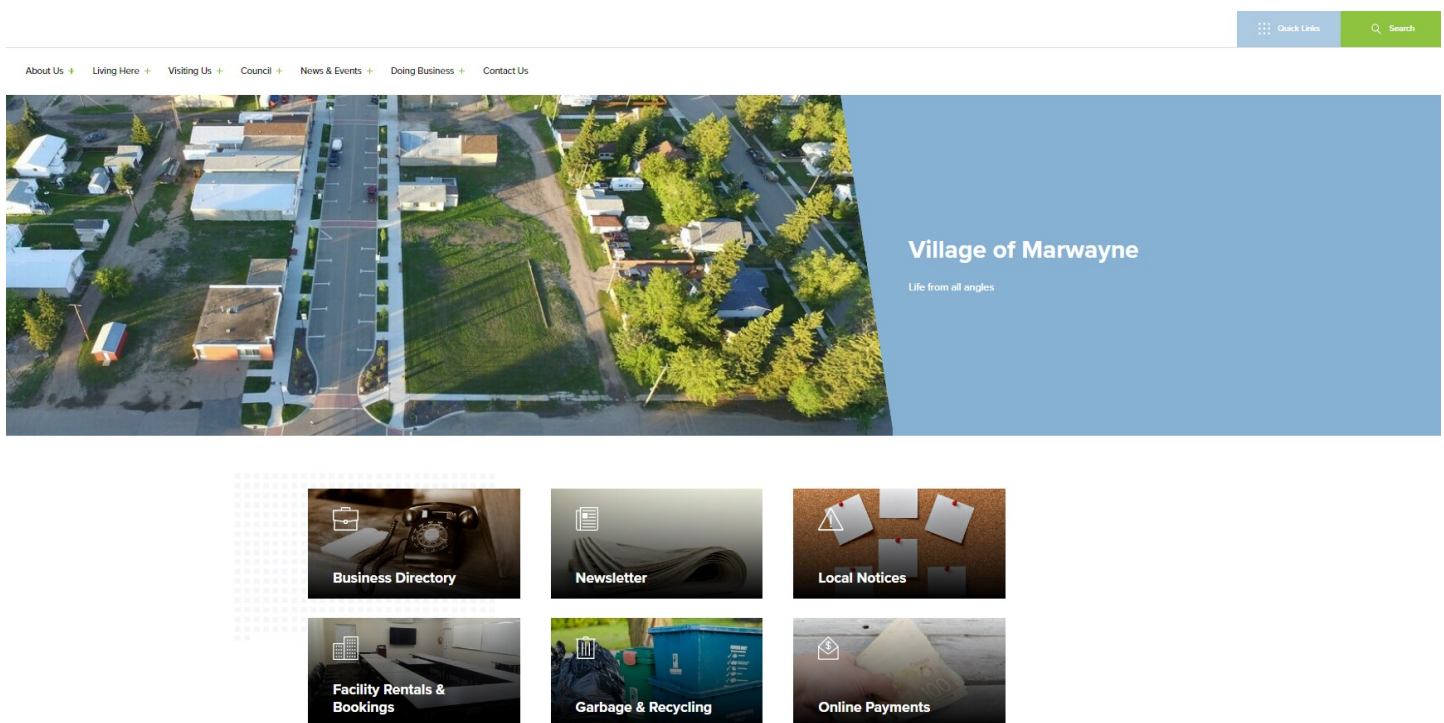 Quick Links
Search
About Us +
Living Here +
Visiting Us +
Council +
News & Events +
Doing Business +
Contact Us
Village of Marwayne
Life from all angles
Business Directory
Newsletter
Local Notices
Facility Rentals &
Bookings
Garbage & Recycling
Online Payments